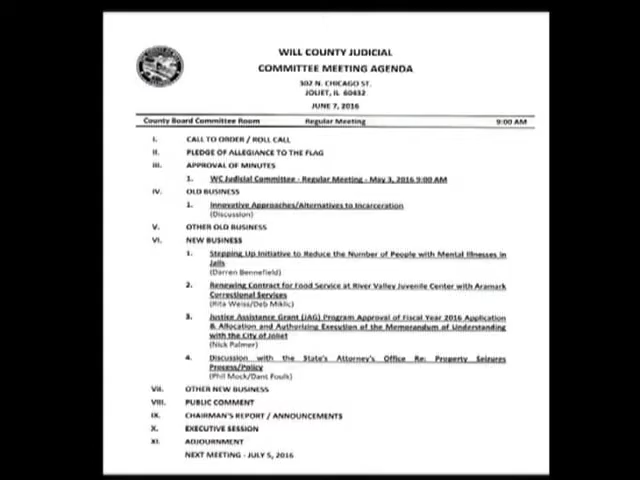 WILL COUNTY JUDICIAL
COMMITTEE MEETING AGENDA
302 N. CHICAGO ST.
JOLIET, IL 60432
JUNE 7, 2016
County Board Committee Room Regular Meeting 9:00 AM
I. CALL TO ORDER / ROLL CALL
II. PLEDGE OF ALLEGIANCE TO THE FLAG
III. APPROVAL OF MINUTES
1. WC Judicial Committee - Regular Meeting - May 3, 2016 9:00 AM
IV. OLD BUSINESS
1. Innovative Approaches/Alternatives to Incarceration
(Discussion)
V. OTHER OLD BUSINESS
VI. NEW BUSINESS
1. Stepping Up Initiative to Reduce the Number of People with Mental Illnesses in
Jails
(Darren Bennefield)
2. Renewing Contract for Food Service at River Valley Juvenile Center with Aramark
Correctional Services
(Rita Weiss/Deb Miklic)
3. Justice Assistance Grant (JAG) Program Approval of Fiscal Year 2016 Application
& Allocation and Authorizing Execution of the Memorandum of Understanding
with the City of Joliet
(Nick Palmer)
4. Discussion with the State's Attorney's Office Re: Property Seizures
Process/Policy
(Phil Mock/Dant Foulk)
VII. OTHER NEW BUSINESS
VIII. PUBLIC COMMENT
IX. CHAIRMAN'S REPORT / ANNOUNCEMENTS
X. EXECUTIVE SESSION
XI. ADJOURNMENT
NEXT MEETING - JULY 5, 2016